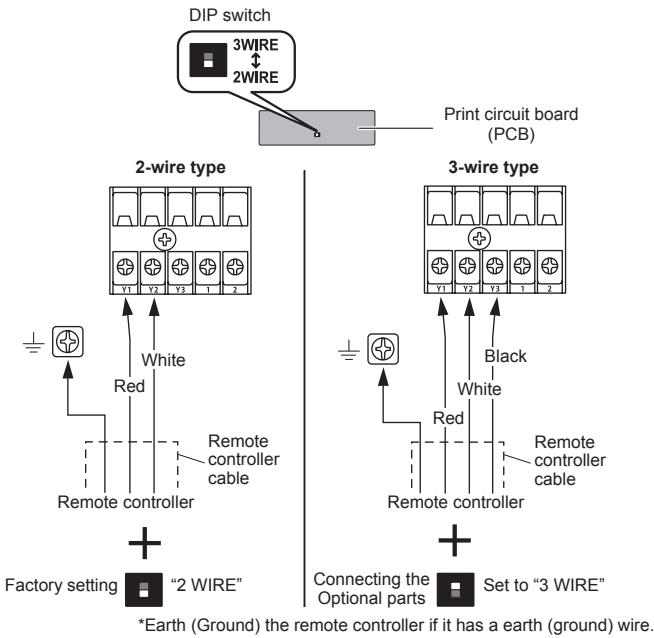 DIP switch
3WIRE
2WIRE
Print circuit board
(PCB)
2-wire type
Y1 Y2 Y3 1 2
White
Red
Remote
controller
cable
Remote controller
Factory setting
“2 WIRE”
3-wire type
Y1 Y2 Y3 1 2
Black
White
Red
Remote
controller
cable
Remote controller
Connecting the
Optional parts
Set to “3 WIRE”
*Earth (Ground) the remote controller if it has a earth (ground) wire.